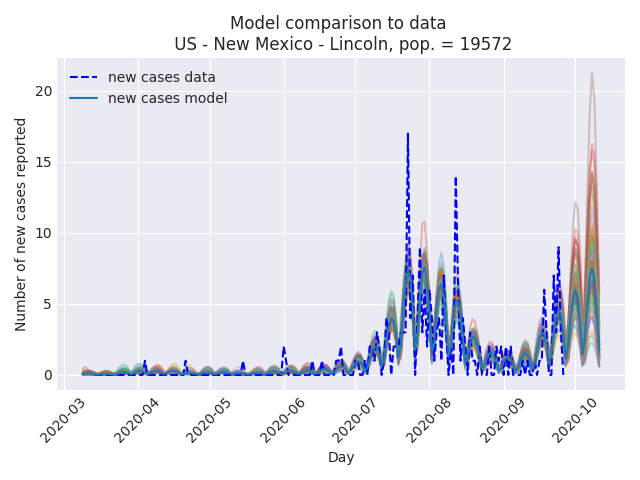 Model comparison to data
US - New Mexico - Lincoln, pop. = 19572
new cases data
new cases model
Number of new cases reported
20
15
10
5
0
2020-03
2020-04
2020-05
2020-06
2020-07
2020-08
2020-09
2020-10
Day